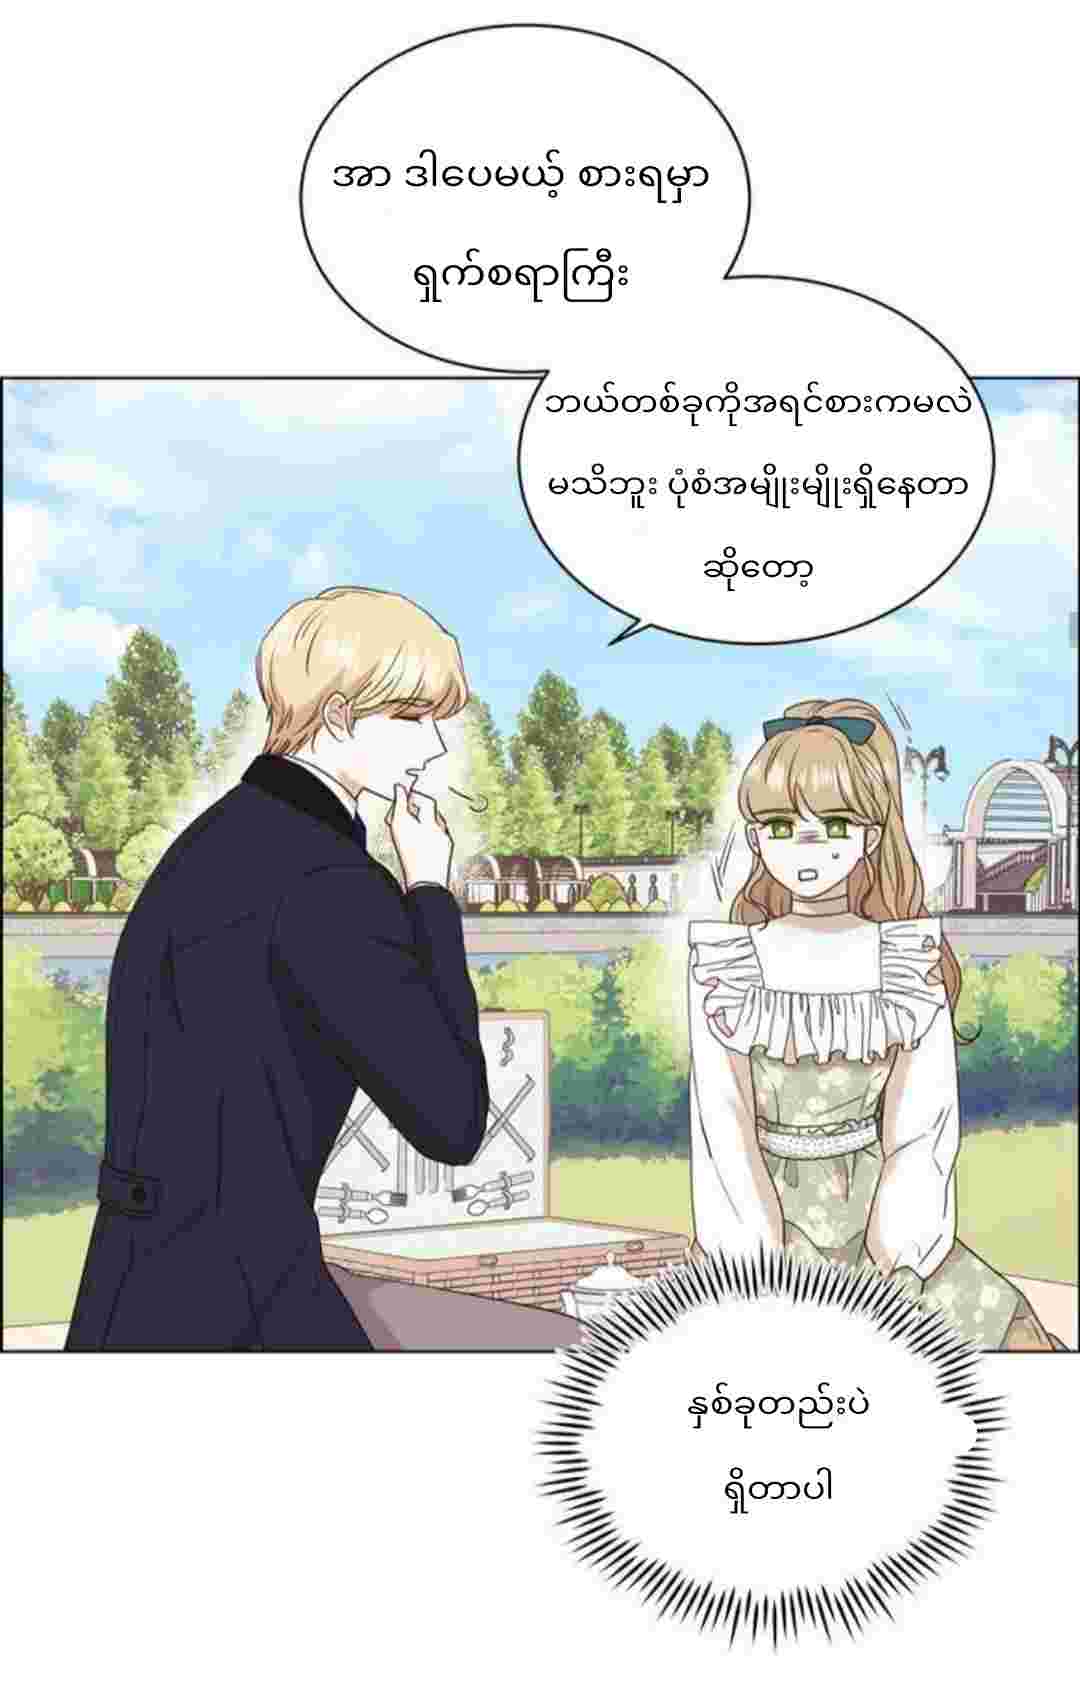 အာ ဒါပေမယ့် စားရမှာ
ရှက်စရာကြီး
ဘယ်တစ်ခုကိုအရင်စားကမလဲ
မသိဘူး ပုံစံအမျိုးမျိုးရှိနေတာ
ဆိုတော့
နှစ်ခုတည်းပဲ
ရှိတာပါ